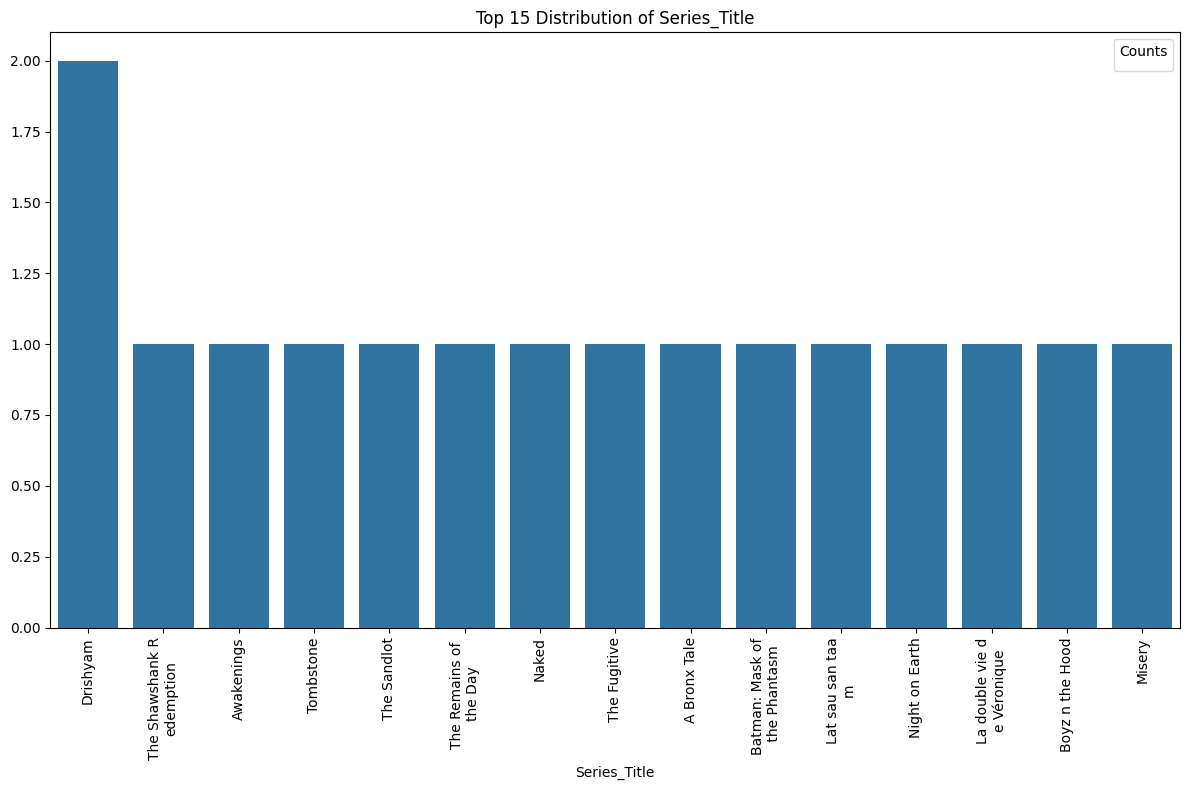 Top 15 Distribution of Series_Title
Counts
2.00
1.75
1.50
1.25
1.00
0.75
0.50
0.25
0.00
Drishyam
The Shawshank R
edemption
Awakenings
Tombstone
The Sandlot
The Remains of
the Day
Naked
The Fugitive
A Bronx Tale
Batman: Mask of
the Phantasm
Lat sau san taa
m
Night on Earth
La double vie d
e Véronique
Boyz n the Hood
Misery
Series_Title